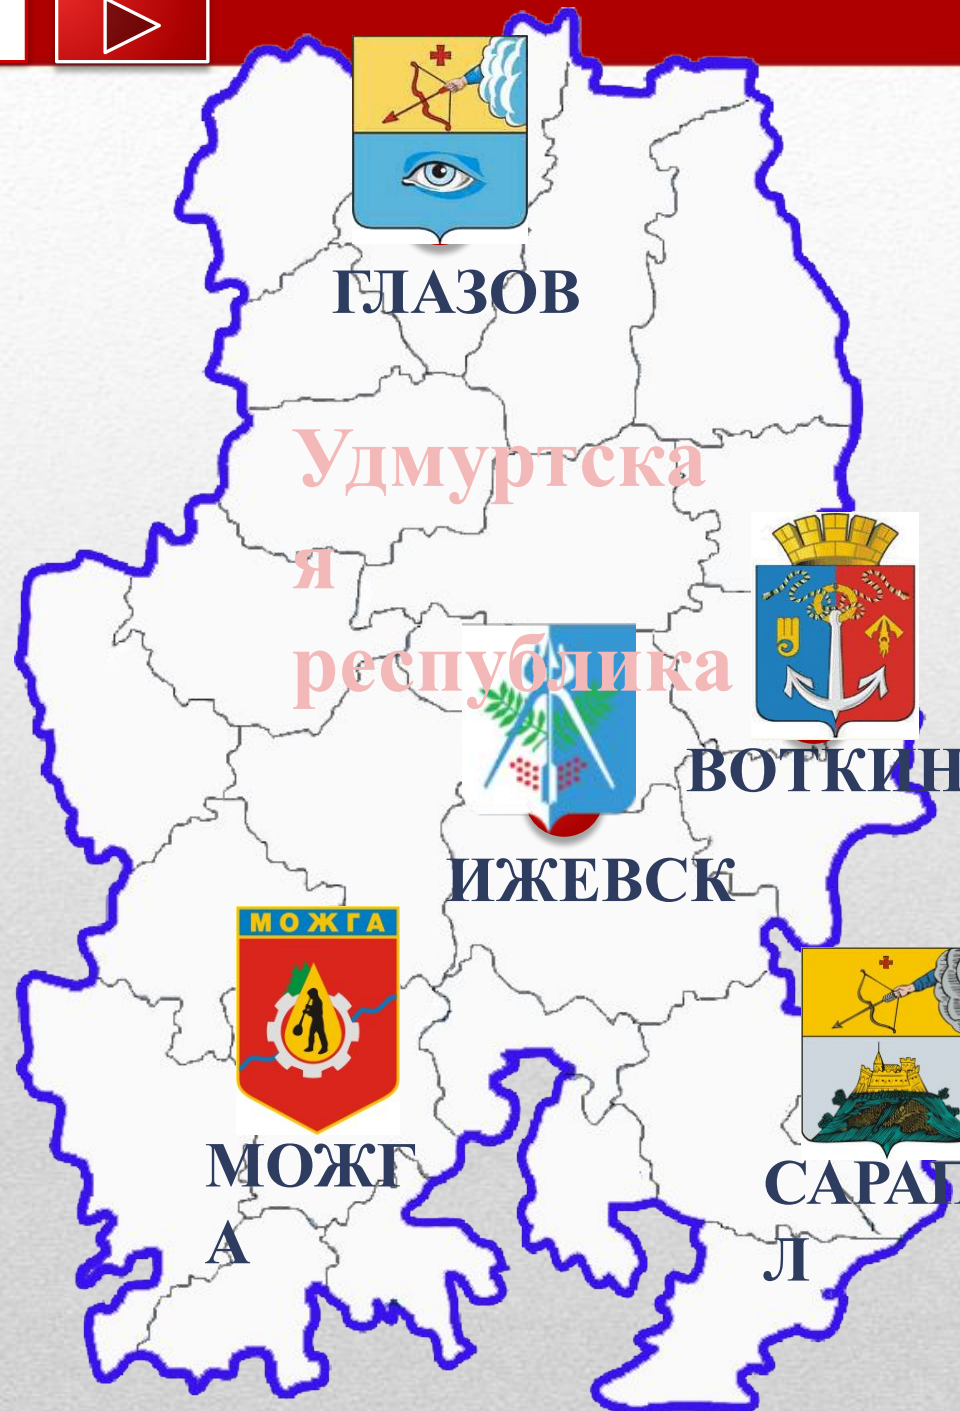 ГЛАЗОВ
Удмуртска
я
республика
ВОТКИН
ИЖЕВСК
МОЖГА
МОЖГ
А
САРАП
Л